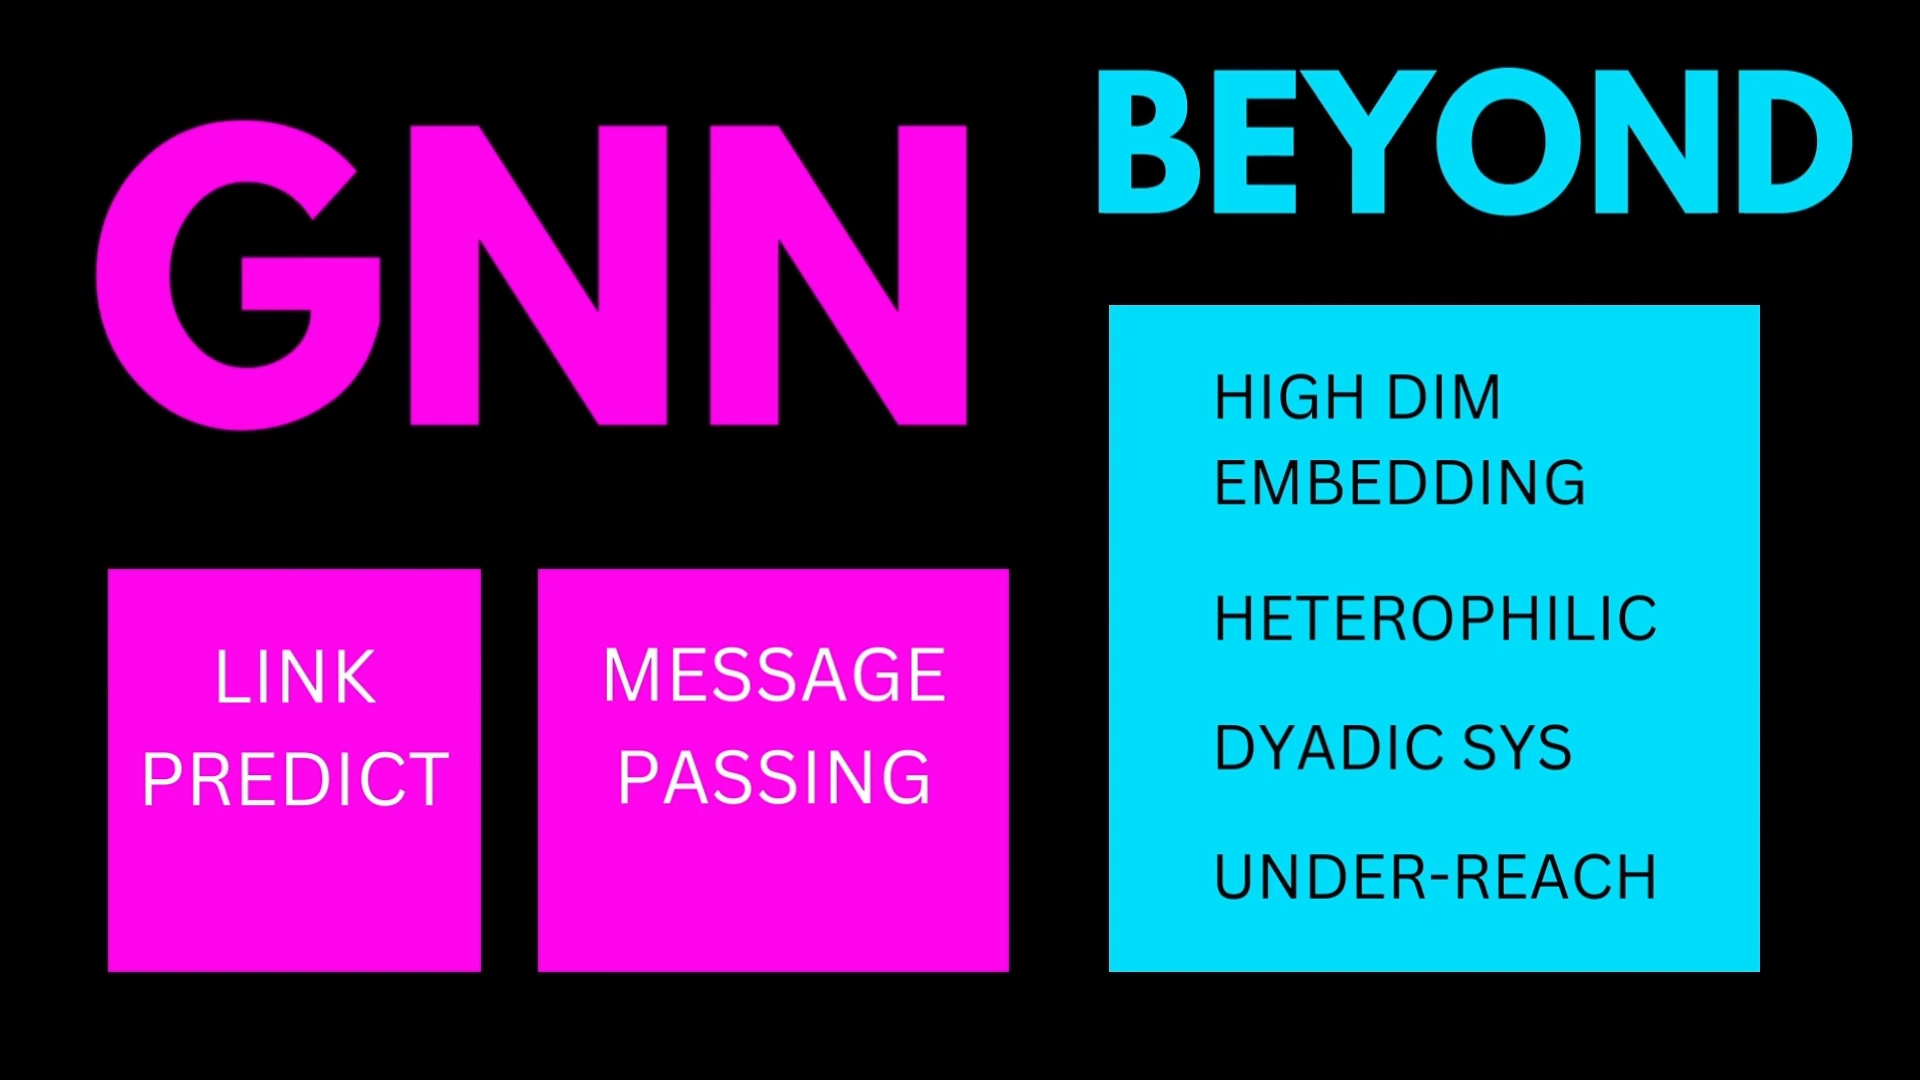 GNN
LINK
PREDICT
MESSAGE
PASSING
BEYOND
HIGH DIM
EMBEDDING
HETEROPHILIC
DYADIC SYS
UNDER-REACH